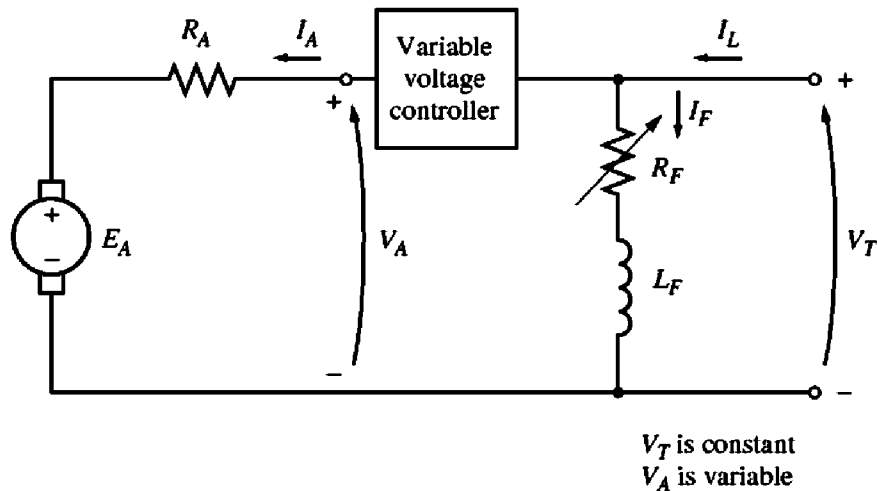 R_A
I_A
Variable
voltage
controller
I_L
+
+
I_F
R_F
+
−
E_A
V_A
V_T
L_F
−
−
V_T is constant
V_A is variable